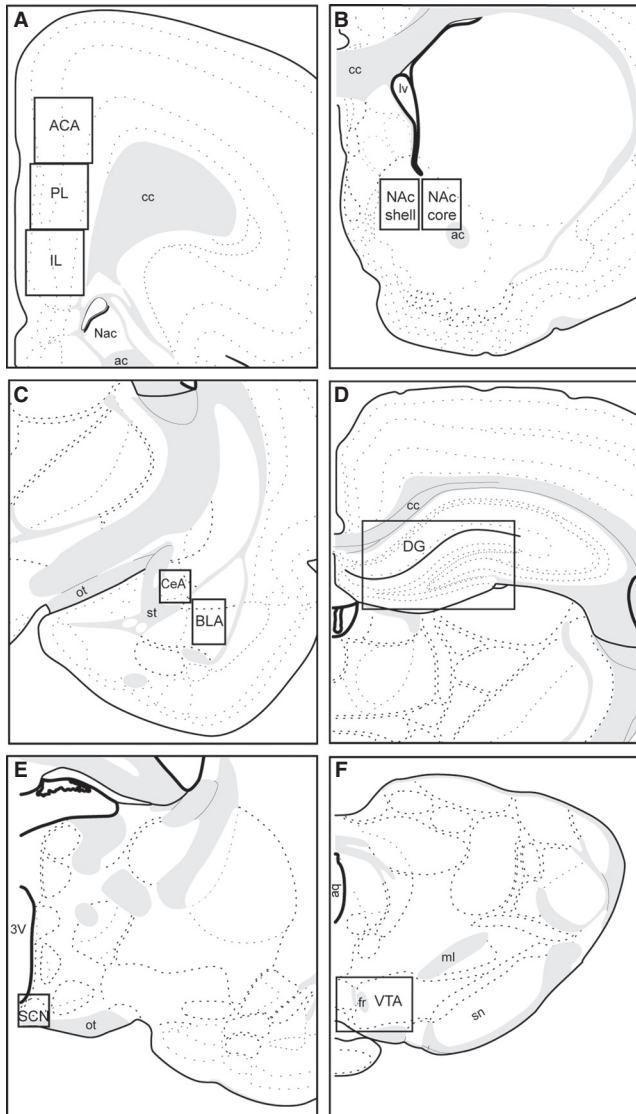 A
ACA
PL
cc
IL
Nac
ac
B
cc
lv
NAc
shell
NAc
core
ac
C
ot
CeA
st
BLA
D
cc
DG
E
3V
SCN
ot
F
aq
ml
fr
VTA
sn